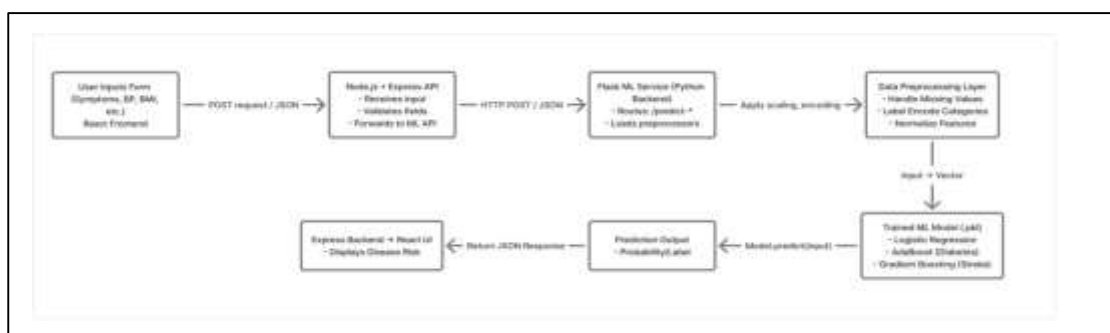 User Inputs Form
(Symptoms, BP, BMI,
etc.)
React Frontend
POST request / JSON
Node.js + Express API
- Receives input
- Validates fields
- Forwards to ML API
HTTP POST / JSON
Flask ML Service (Python
Backend)
- Routes: /predict-*
- Loads preprocessors
Apply scaling, encoding
Data Preprocessing Layer
- Handle Missing Values
- Label Encode Categories
- Normalize Features
Input → Vector
Trained ML Model (.pkl)
- Logistic Regression
- AdaBoost (Diabetes)
- Gradient Boosting (Stroke)
Model.predict(input)
Prediction Output
- Probability/Label
Return JSON Response
Express Backend → React UI
- Displays Disease Risk